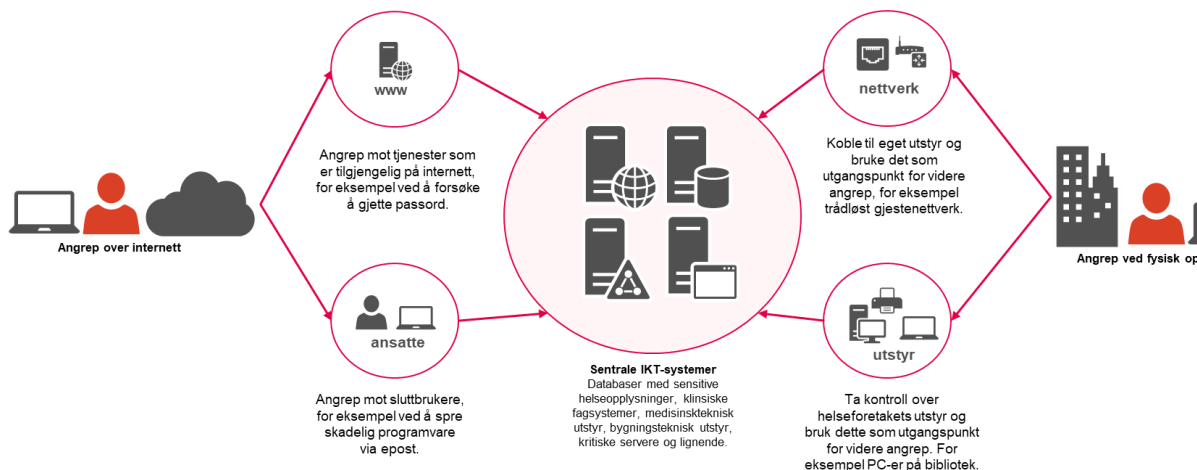 www
Angrep mot tjenester som
er tilgjengelig på internett,
for eksempel ved å forsøke
å gjette passord.
Angrep over internett
ansatte
Angrep mot sluttbrukere,
for eksempel ved å spre
skadelig programvare
via epost.
Sentrale IKT-systemer
Databaser med sensitive
helseopplysninger, klinsiske
fagsystemer, medisinskteknisk
utstyr, bygningsteknisk utstyr,
kritiske servere og lignende.
nettverk
Koble til eget utstyr og
bruke det som
utgangspunkt for videre
angrep, for eksempel
trådløst gjestenettverk.
Angrep ved fysisk op
utstyr
Ta kontroll over
helseforetakets utstyr og
bruk dette som utgangspunkt
for videre angrep. For
eksempel PC-er på bibliotek.